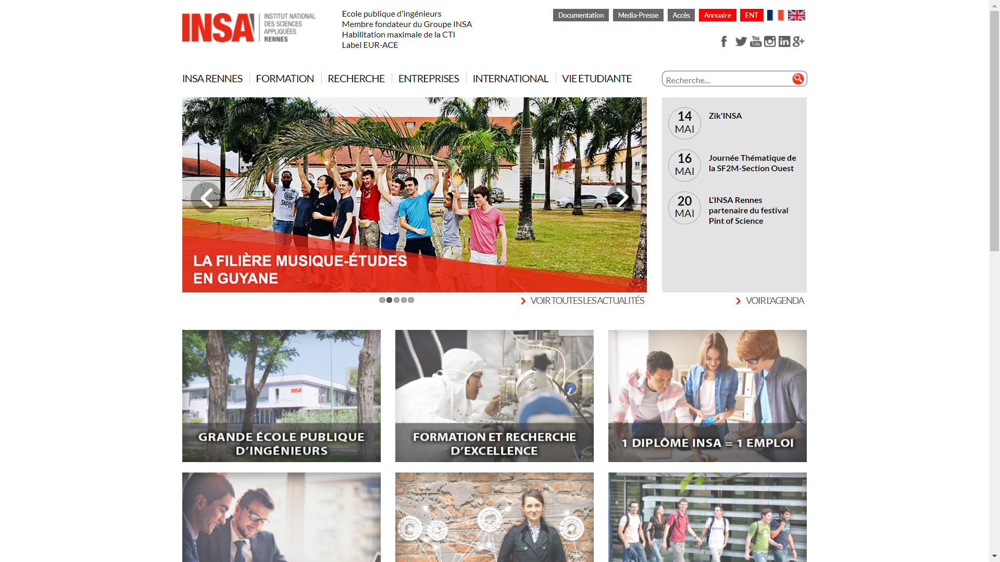 INSA
INSTITUT NATIONAL
DES SCIENCES
APPLIQUÉES
RENNES
Ecole publique d’ingénieurs
Membre fondateur du Groupe INSA
Habilitation maximale de la CTI
Label EUR-ACE
Documentation
Media-Presse
Accès
Annuaire
ENT
INSA RENNES
FORMATION
RECHERCHE
ENTREPRISES
INTERNATIONAL
VIE ETUDIANTE
Recherche...
LA FILIÈRE MUSIQUE-ÉTUDES
EN GUYANE
14
MAI
Zik'INSA
16
MAI
Journée Thématique de
la SF2M-Section Ouest
20
MAI
L'INSA Rennes
partenaire du festival
Pint of Science
VOIR TOUTES LES ACTUALITÉS
VOIR L'AGENDA
INSA
GRANDE ÉCOLE PUBLIQUE
D’INGÉNIEURS
FORMATION ET RECHERCHE
D’EXCELLENCE
1 DIPLÔME INSA = 1 EMPLOI